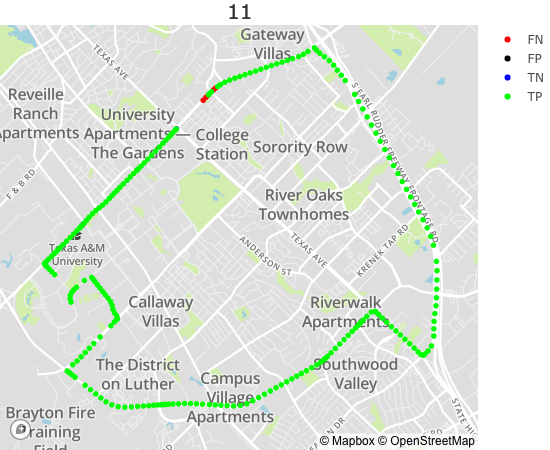 11
Gateway
Villas
FN
FP
TN
TP
TEXAS AVE
Reveille
Ranch
Apartments
University
Apartments—
The Gardens
College
Station
Sorority Row
S EARL RUDDER FREEWAY FRONTAGE RD
F & B RD
River Oaks
Townhomes
Texas A&M
University
ANDERSON ST
TEXAS AVE
KRENEK TAP RD
Callaway
Villas
Riverwalk
Apartments
The District
on Luther
Campus
Village
Apartments
Southwood
Valley
Brayton Fire
Training
Field
DR
STATE HI
© Mapbox © OpenStreetMap